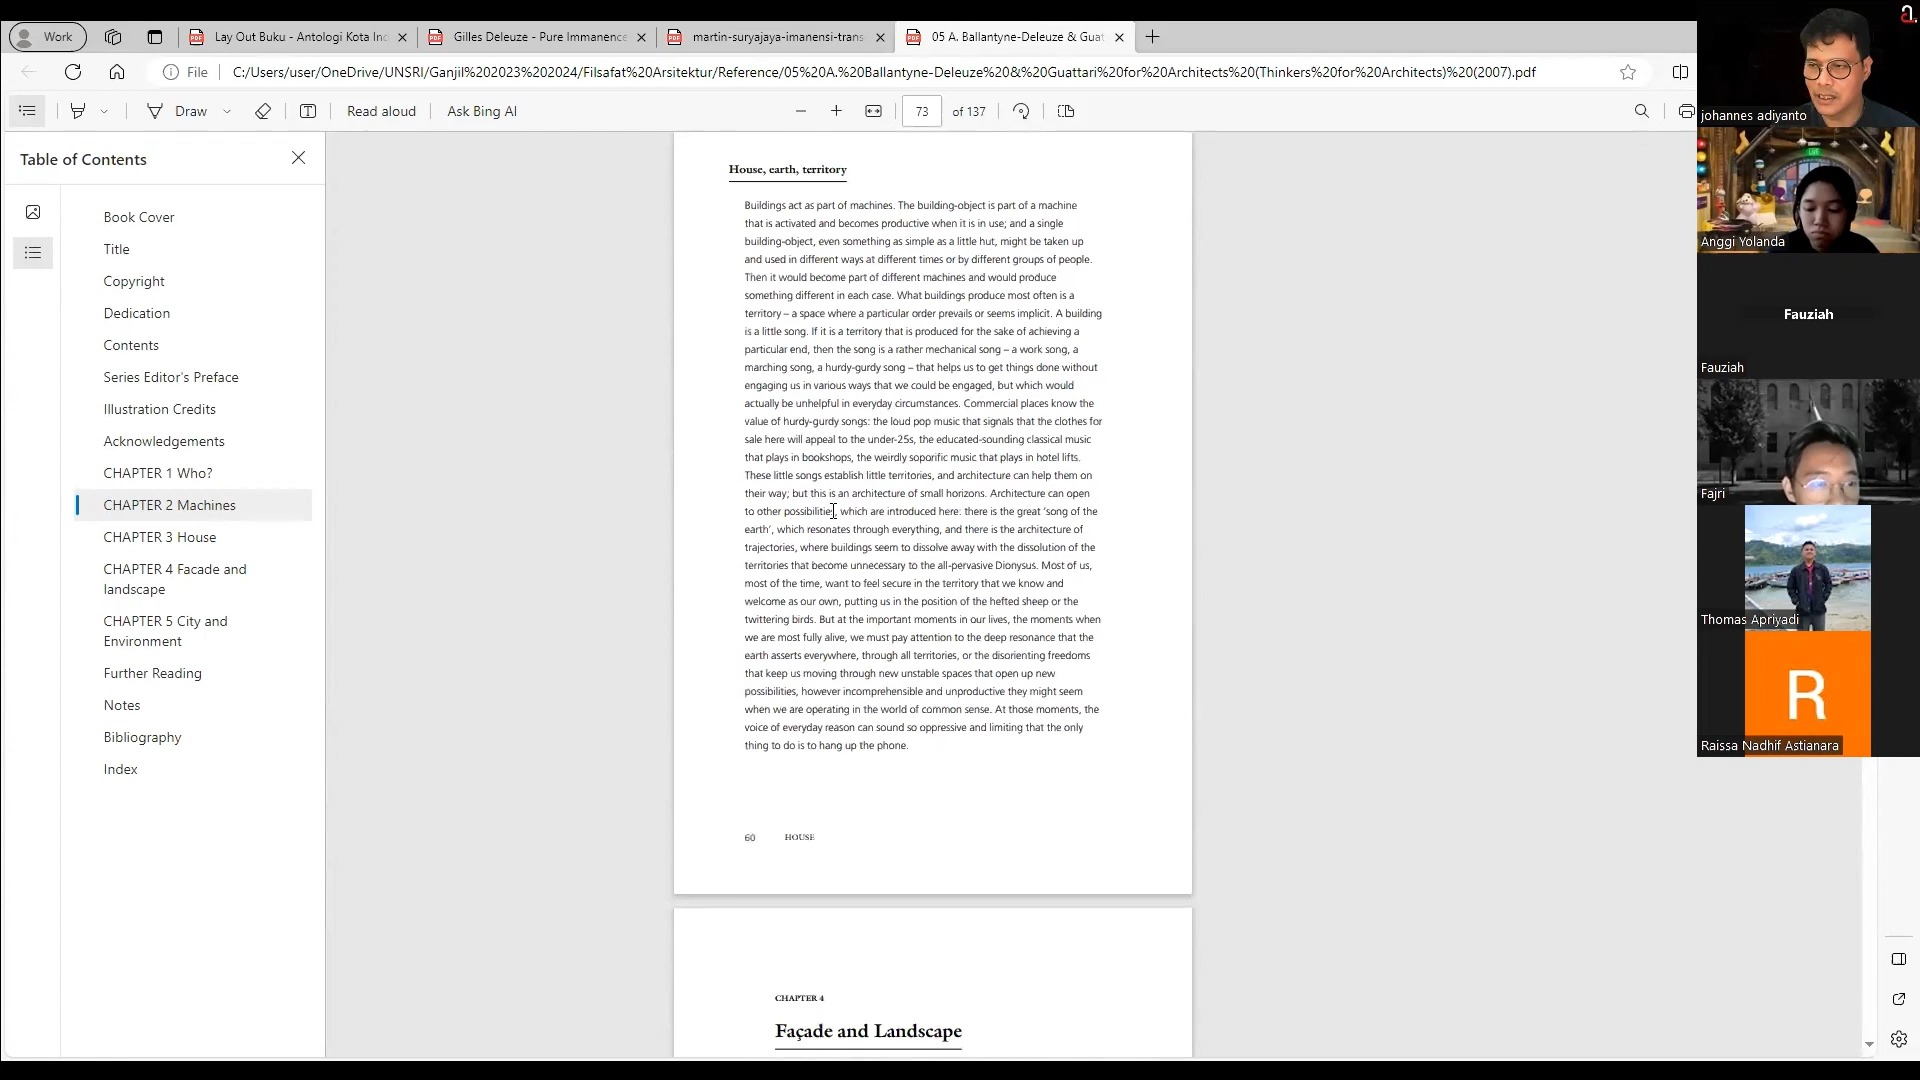 Work
Lay Out Buku - Antologi Kota Ind
Gilles Deleuze - Pure Immanence
martin-suryajaya-imanensi-trans
05 A. Ballantyne-Deleuze & Guat
File
C:/Users/user/OneDrive/UNSRI/Ganjil%202023%202024/Filsafat%20Arsitektur/Reference/05%20A.%20Ballantyne-Deleuze%20&%20Guattari%20for%20Architects%20(Thinkers%20for%20Architects)%20(2007).pdf
Draw
Read aloud
Ask Bing AI
73 of 137
Table of Contents
Book Cover
Title
Copyright
Dedication
Contents
Series Editor's Preface
Illustration Credits
Acknowledgements
CHAPTER 1 Who?
CHAPTER 2 Machines
CHAPTER 3 House
CHAPTER 4 Facade and
landscape
CHAPTER 5 City and
Environment
Further Reading
Notes
Bibliography
Index
House, earth, territory
Buildings act as part of machines. The building-object is part of a machine
that is activated and becomes productive when it is in use; and a single
building-object, even something as simple as a little hut, might be taken up
and used in different ways at different times or by different groups of people.
Then it would become part of different machines and would produce
something different in each case. What buildings produce most often is a
territory – a space where a particular order prevails or seems implicit. A building
is a little song. If it is a territory that is produced for the sake of achieving a
particular end, then the song is a rather mechanical song – a work song, a
marching song, a hurdy-gurdy song – that helps us to get things done without
engaging us in various ways that we could be engaged, but which would
actually be unhelpful in everyday circumstances. Commercial places know the
value of hurdy-gurdy songs: the loud pop music that signals that the clothes for
sale here will appeal to the under-25s, the educated-sounding classical music
that plays in bookshops, the weirdly soporific music that plays in hotel lifts.
These little songs establish little territories, and architecture can help them on
their way; but this is an architecture of small horizons. Architecture can open
to other possibilities, which are introduced here: there is the great ‘song of the
earth’, which resonates through everything, and there is the architecture of
trajectories, where buildings seem to dissolve away with the dissolution of the
territories that become unnecessary to the all-pervasive Dionysus. Most of us,
most of the time, want to feel secure in the territory that we know and
welcome as our own, putting us in the position of the hefted sheep or the
twittering birds. But at the important moments in our lives, the moments when
we are most fully alive, we must pay attention to the deep resonance that the
earth asserts everywhere, through all territories, or the disorienting freedoms
that keep us moving through new unstable spaces that open up new
possibilities, however incomprehensible and unproductive they might seem
when we are operating in the world of common sense. At those moments, the
voice of everyday reason can sound so oppressive and limiting that the only
thing to do is to hang up the phone.
60 HOUSE
CHAPTER 4
Façade and Landscape
johannes adiyanto
Anggi Yolanda
Fauziah
Fauziah
Fajri
Thomas Apriyadi
R
Raissa Nadhif Astianara